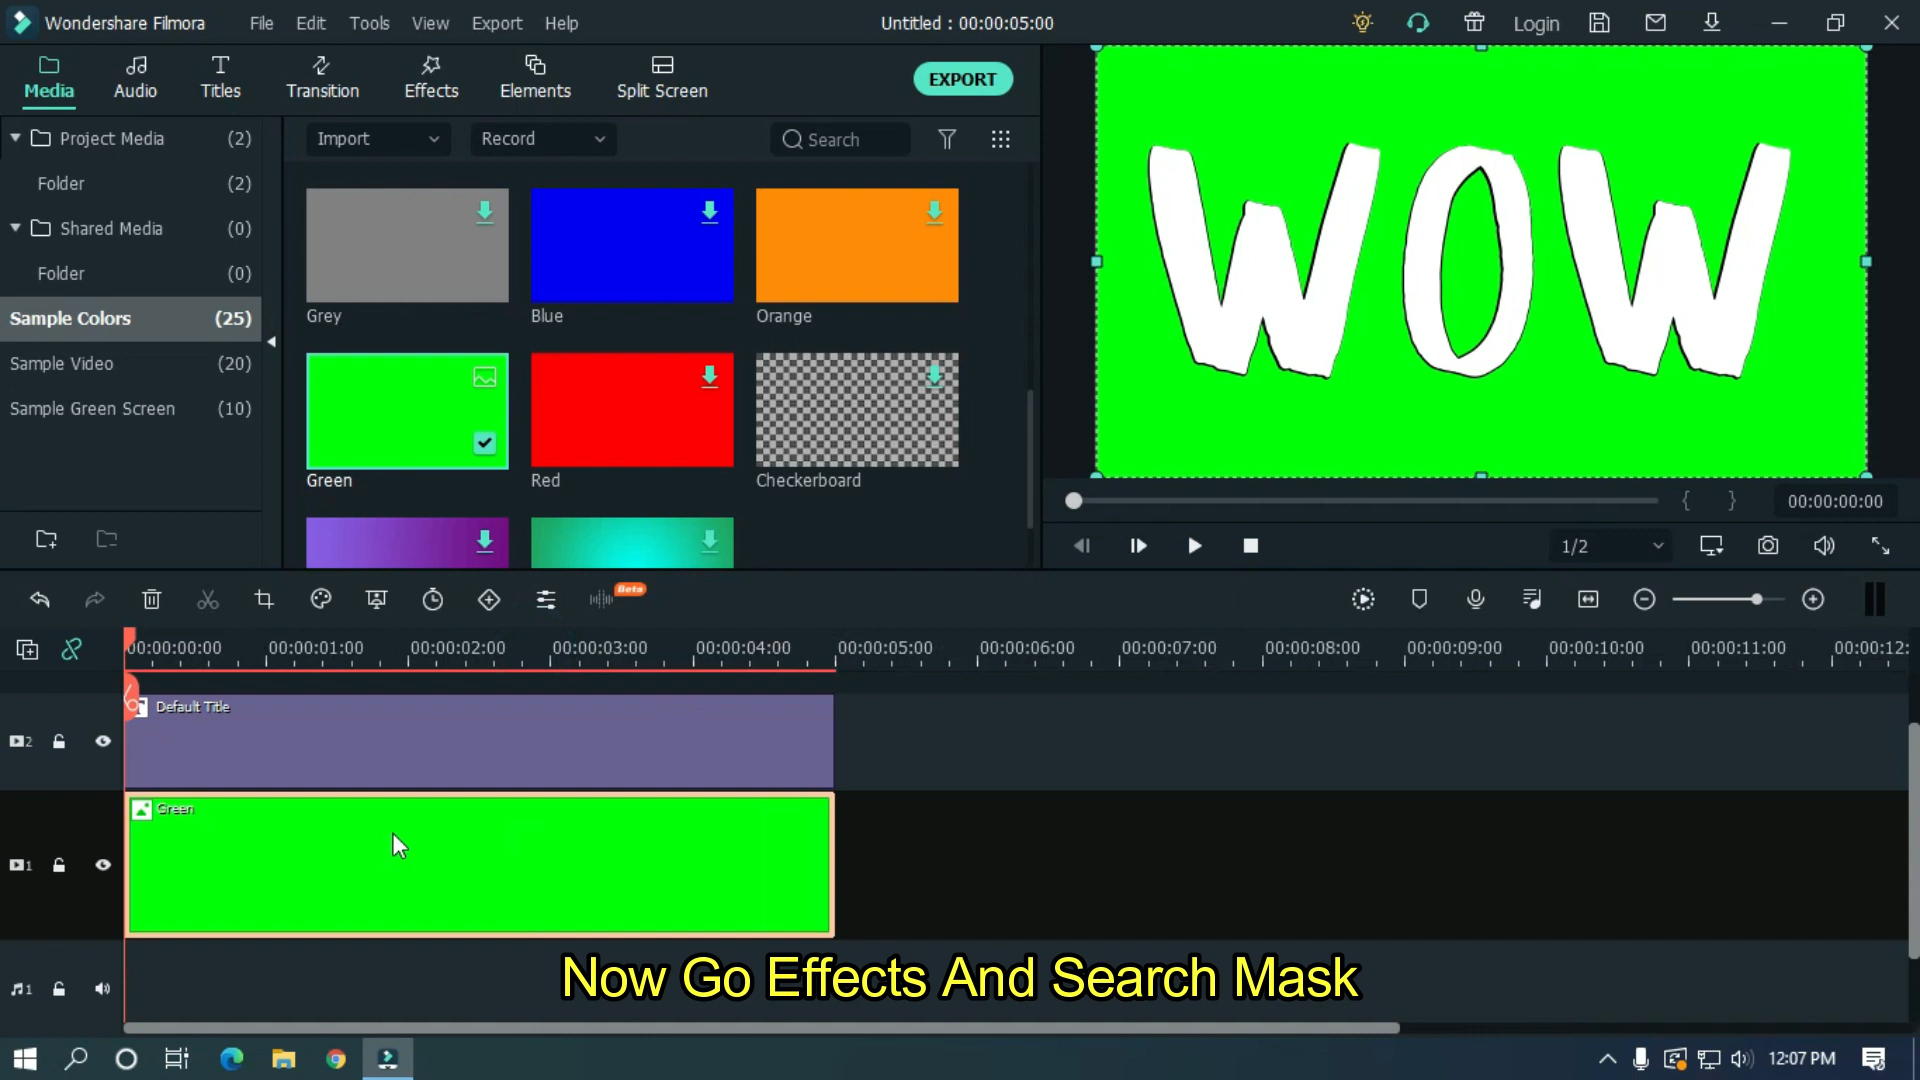 Wondershare Filmora
File Edit Tools View Export Help
Untitled : 00:00:05:00
Login
Media
Audio
Titles
Transition
Effects
Elements
Split Screen
EXPORT
Project Media (2)
Folder (2)
Shared Media (0)
Folder (0)
Sample Colors (25)
Sample Video (20)
Sample Green Screen (10)
Import
Record
Search
Grey
Blue
Orange
Green
Red
Checkerboard
WOW
{ } 00:00:00:00
1/2
Beta
00:00:00:00 00:00:01:00 00:00:02:00 00:00:03:00 00:00:04:00 00:00:05:00 00:00:06:00 00:00:07:00 00:00:08:00 00:00:09:00 00:00:10:00 00:00:11:00 00:00:12:
2
Default Title
1
Green
1
Now Go Effects And Search Mask
12:07 PM